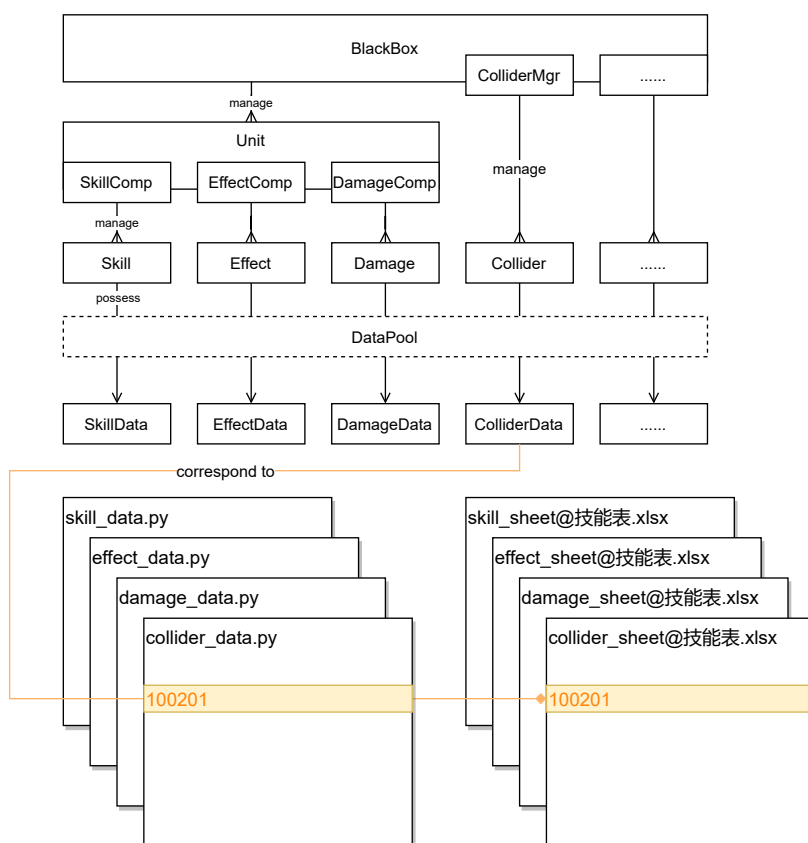 BlackBox
ColliderMgr
......
manage
Unit
SkillComp
EffectComp
DamageComp
manage
manage
Skill
Effect
Damage
Collider
......
possess
DataPool
SkillData
EffectData
DamageData
ColliderData
......
correspond to
skill_data.py
effect_data.py
damage_data.py
collider_data.py
100201
skill_sheet@技能表.xlsx
effect_sheet@技能表.xlsx
damage_sheet@技能表.xlsx
collider_sheet@技能表.xlsx
100201